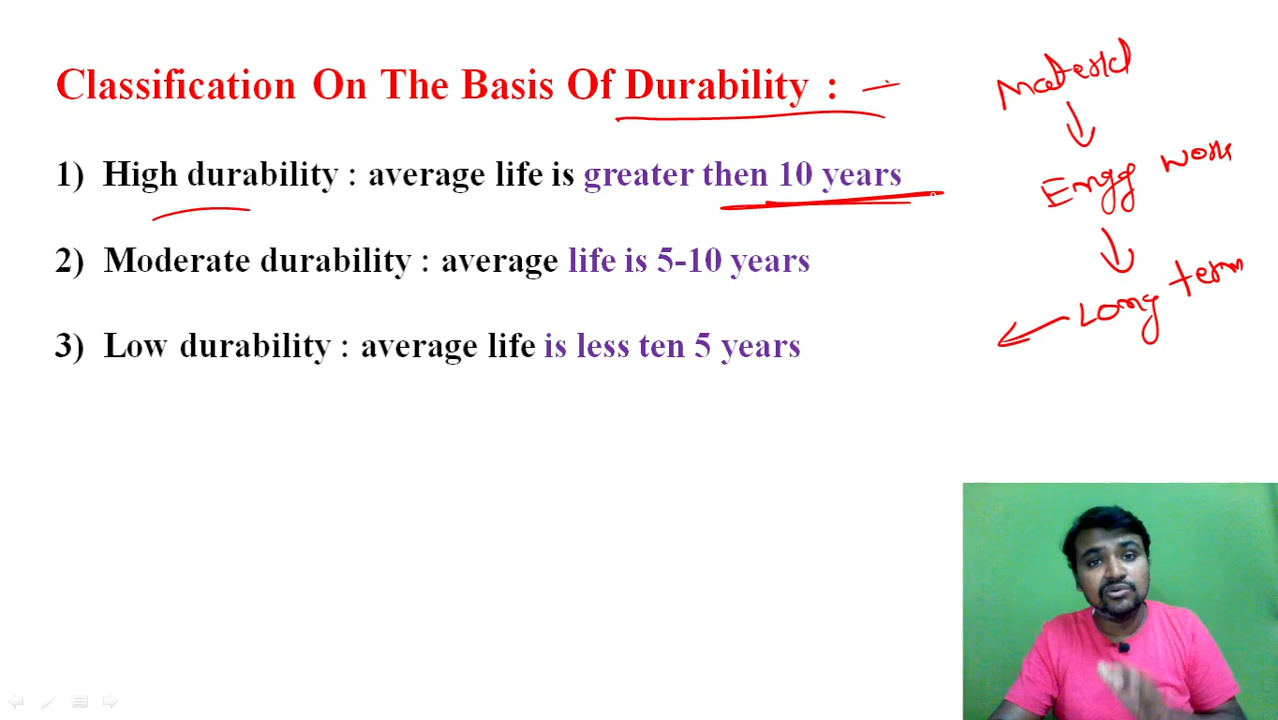 Classification On The Basis Of Durability : -
1) High durability : average life is greater then 10 years
2) Moderate durability : average life is 5-10 years
3) Low durability : average life is less ten 5 years
Material
Engg work
Long term